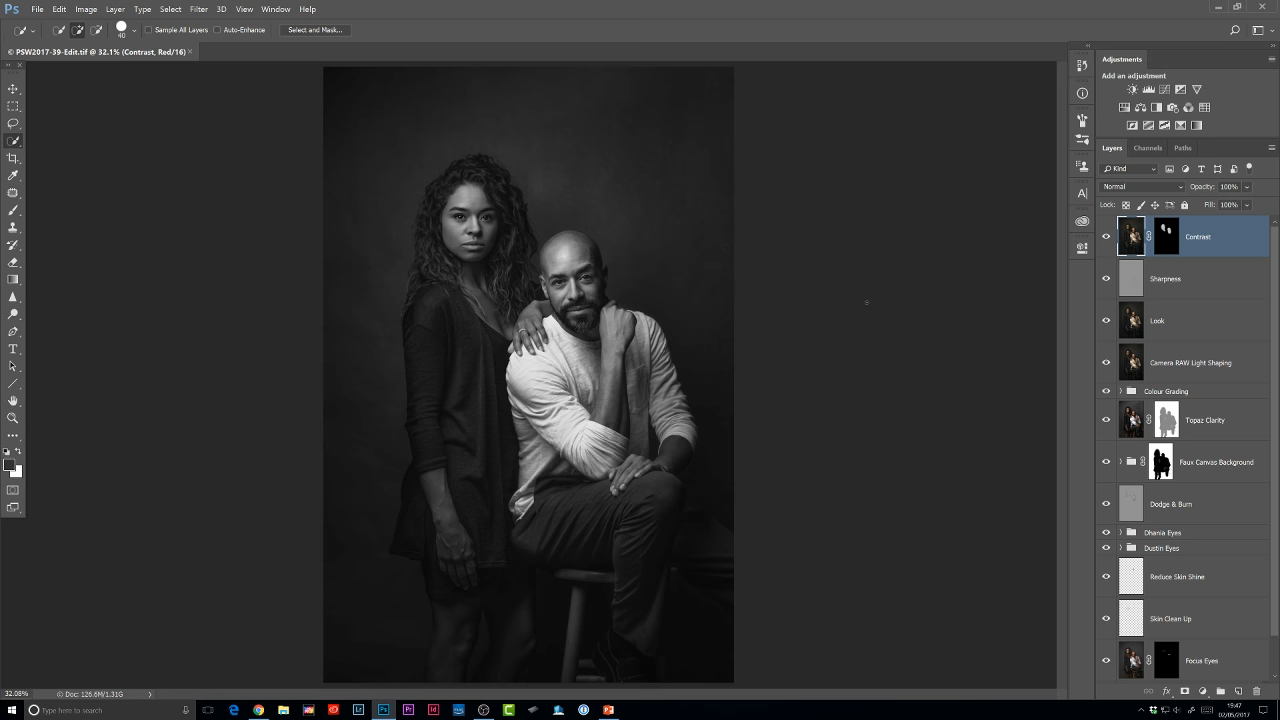 Ps File Edit Image Layer Type Select Filter 3D View Window Help
40 Sample All Layers Auto-Enhance Select and Mask...
© PSW2017-39-Edit.tif @ 32.1% (Contrast, Red/16) ×
Adjustments
Add an adjustment
Layers Channels Paths
Kind
Normal Opacity: 100%
Lock: Fill: 100%
Contrast
Sharpness
Look
Camera RAW Light Shaping
Colour Grading
Topaz Clarity
Faux Canvas Background
Dodge & Burn
Dhania Eyes
Dustin Eyes
Reduce Skin Shine
Skin Clean Up
Focus Eyes
32.08% Doc: 126.6M/1.31G
Type here to search
19:47
02/05/2017